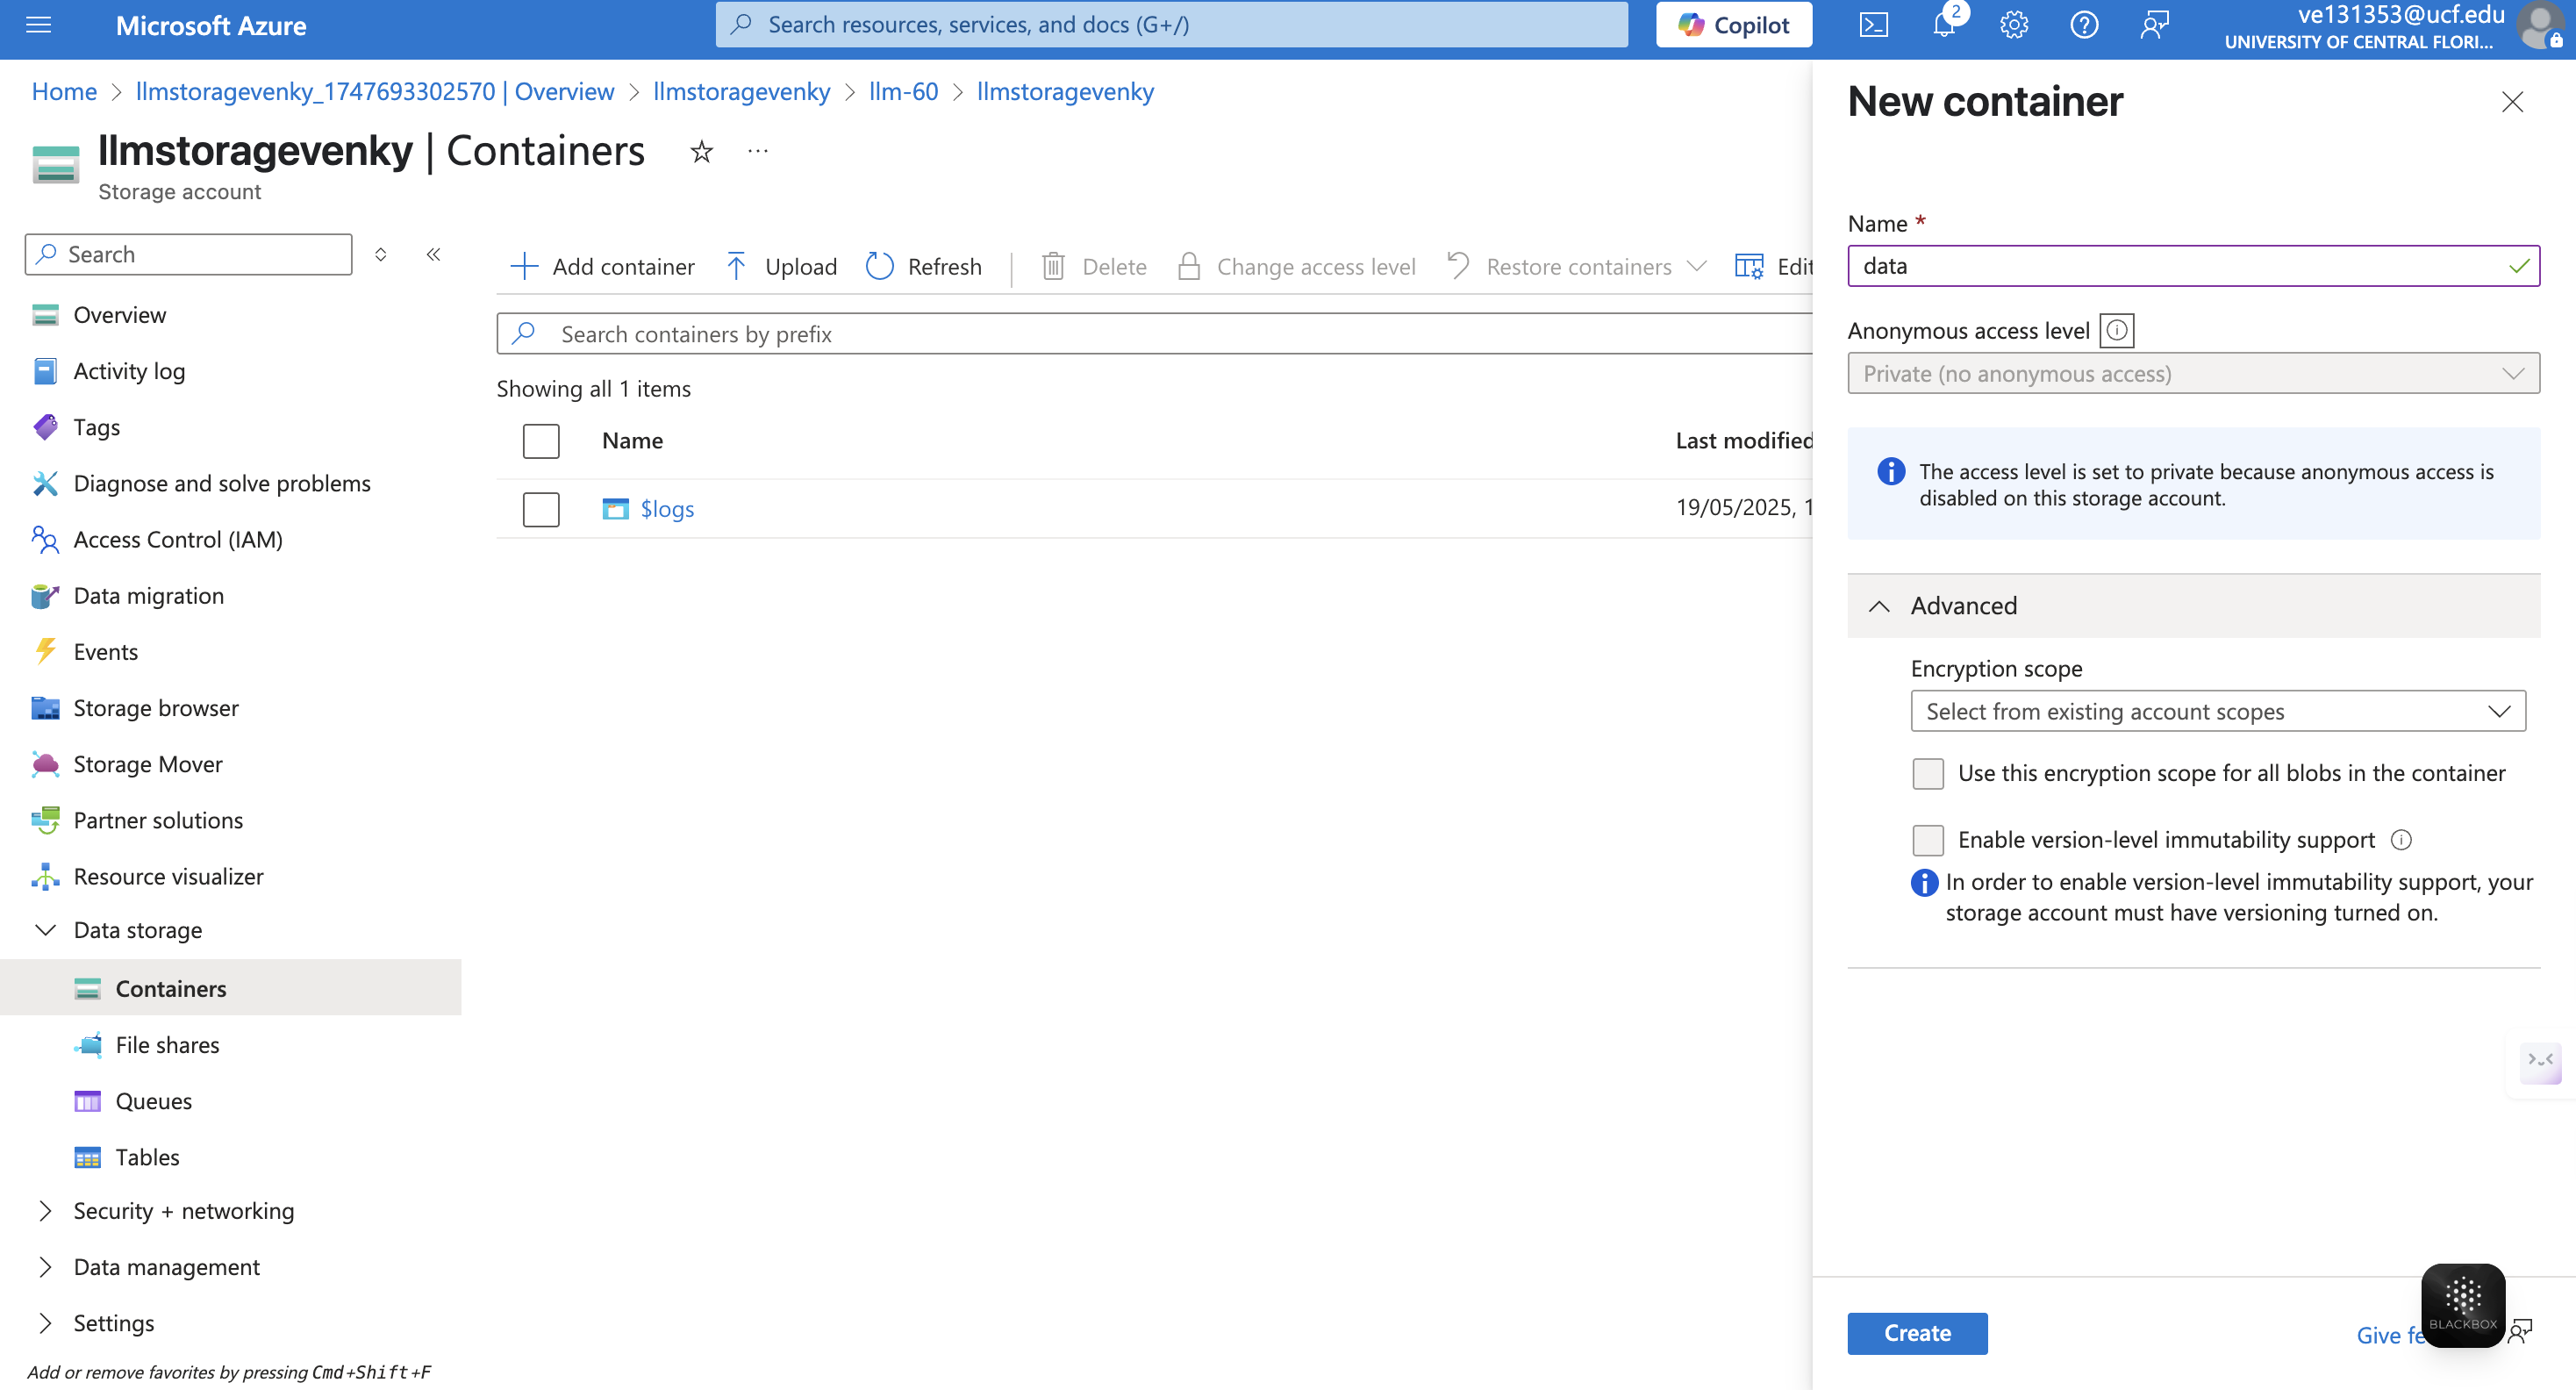 Microsoft Azure
Search resources, services, and docs (G+/)
Copilot
2
ve131353@ucf.edu
UNIVERSITY OF CENTRAL FLORI...
Home > llmstoragevenky_1747693302570 | Overview > llmstoragevenky > llm-60 > llmstoragevenky
llmstoragevenky | Containers
Storage account
Search
Overview
Activity log
Tags
Diagnose and solve problems
Access Control (IAM)
Data migration
Events
Storage browser
Storage Mover
Partner solutions
Resource visualizer
Data storage
Containers
File shares
Queues
Tables
Security + networking
Data management
Settings
Add or remove favorites by pressing Cmd+Shift+F
Add container Upload Refresh Delete Change access level Restore containers Edit
Search containers by prefix
Showing all 1 items
Name Last modified
$logs 19/05/2025, 1
New container
Name *
data
Anonymous access level
Private (no anonymous access)
The access level is set to private because anonymous access is
disabled on this storage account.
Advanced
Encryption scope
Select from existing account scopes
Use this encryption scope for all blobs in the container
Enable version-level immutability support
In order to enable version-level immutability support, your
storage account must have versioning turned on.
Create
Give fe
BLACKBOX